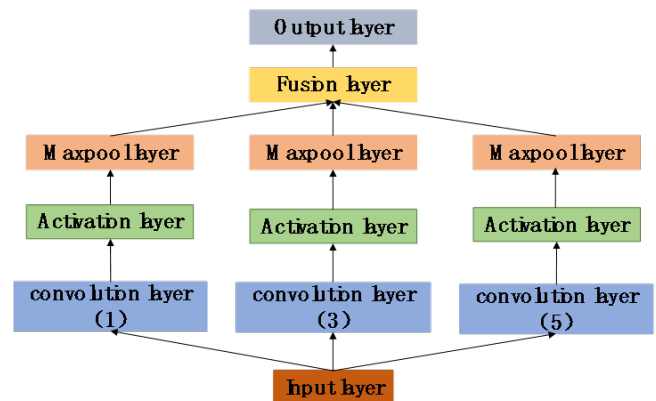 Output layer
Fusion layer
Maxpool layer
Maxpool layer
Maxpool layer
Activation layer
Activation layer
Activation layer
convolution layer
(1)
convolution layer
(3)
convolution layer
(5)
Input layer